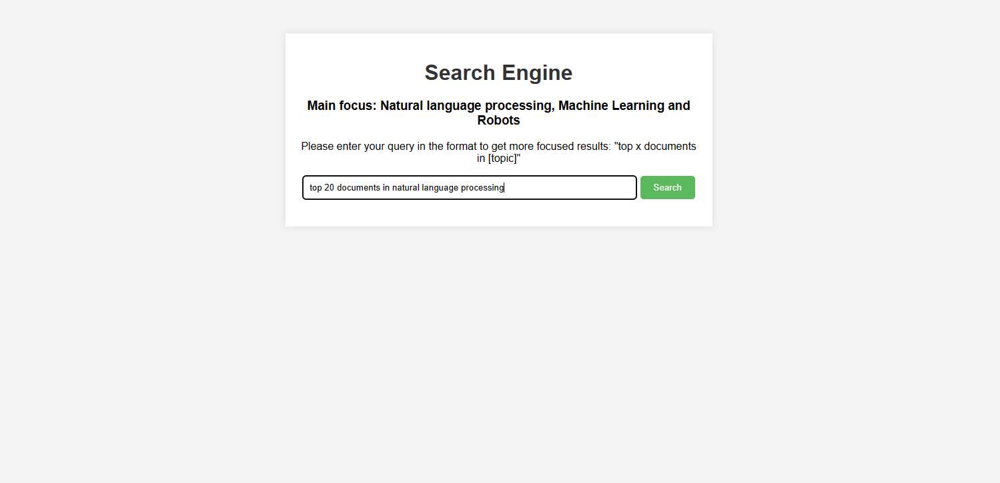 Search Engine
Main focus: Natural language processing, Machine Learning and
Robots
Please enter your query in the format to get more focused results: "top x documents
in [topic]"
top 20 documents in natural language processing
Search